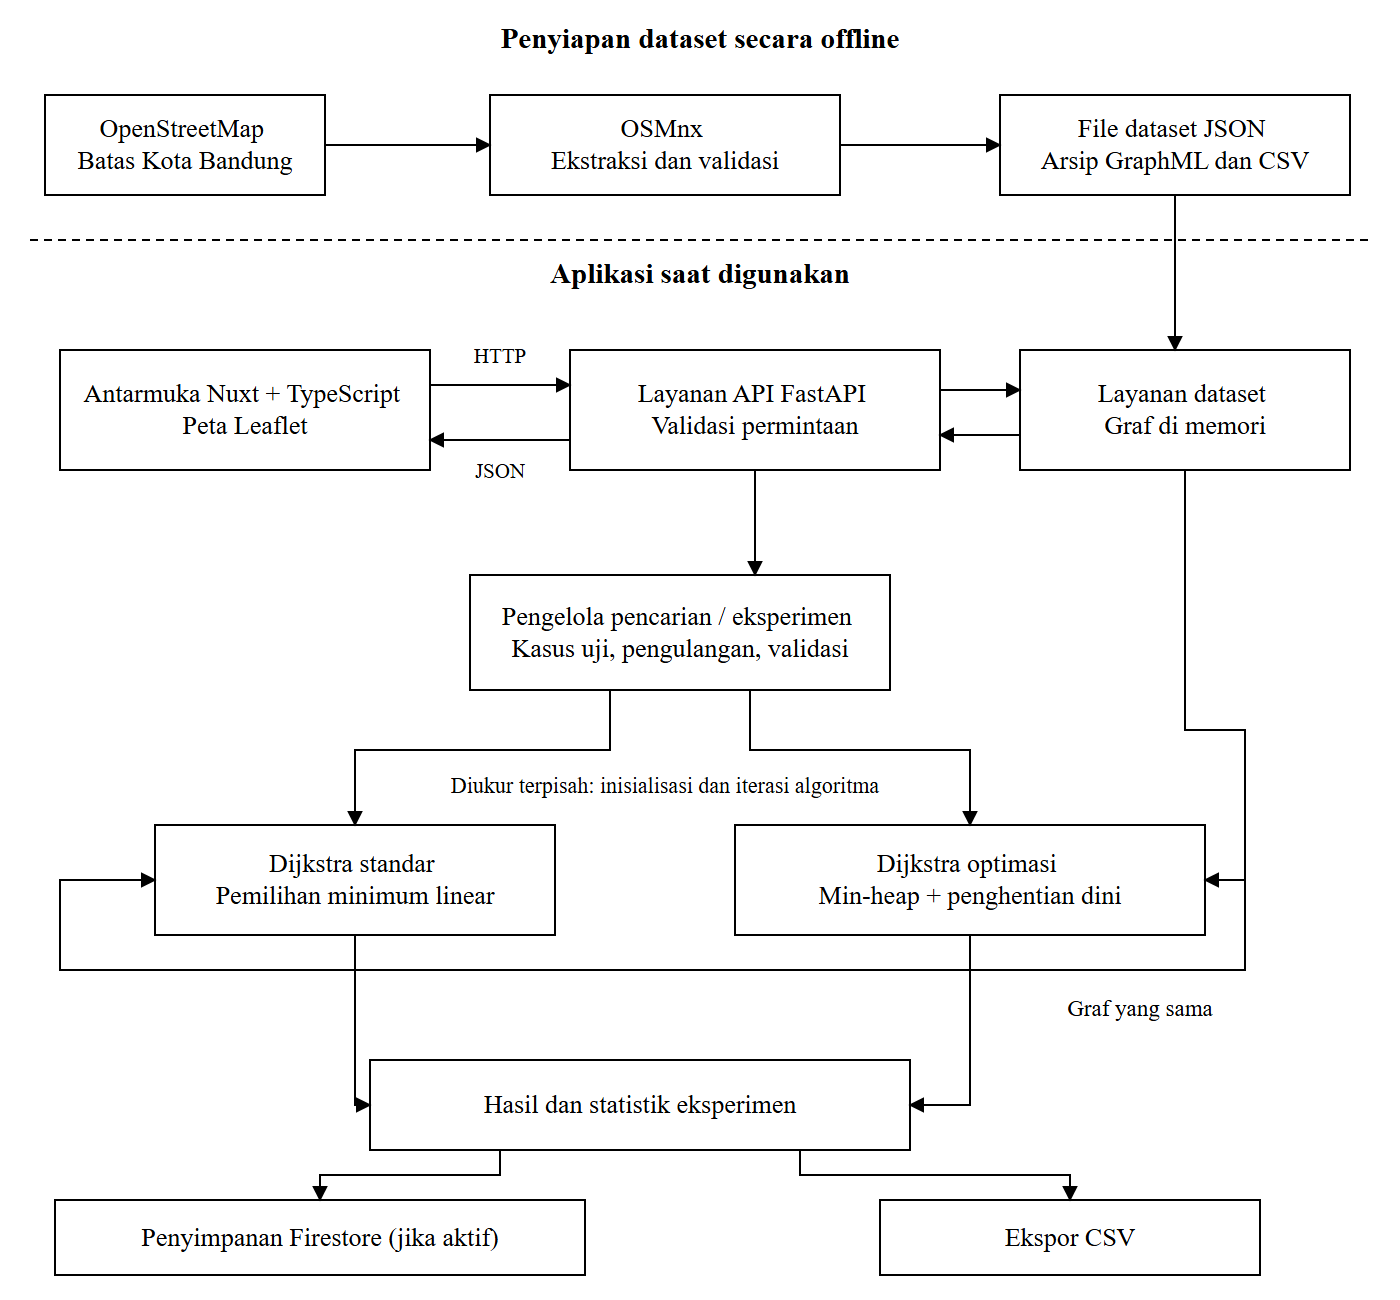 Penyiapan dataset secara offline
OpenStreetMap
Batas Kota Bandung
OSMnx
Ekstraksi dan validasi
File dataset JSON
Arsip GraphML dan CSV
Aplikasi saat digunakan
Antarmuka Nuxt + TypeScript
Peta Leaflet
HTTP
JSON
Layanan API FastAPI
Validasi permintaan
Layanan dataset
Graf di memori
Pengelola pencarian / eksperimen
Kasus uji, pengulangan, validasi
Diukur terpisah: inisialisasi dan iterasi algoritma
Dijkstra standar
Pemilihan minimum linear
Dijkstra optimasi
Min-heap + penghentian dini
Graf yang sama
Hasil dan statistik eksperimen
Penyimpanan Firestore (jika aktif)
Ekspor CSV